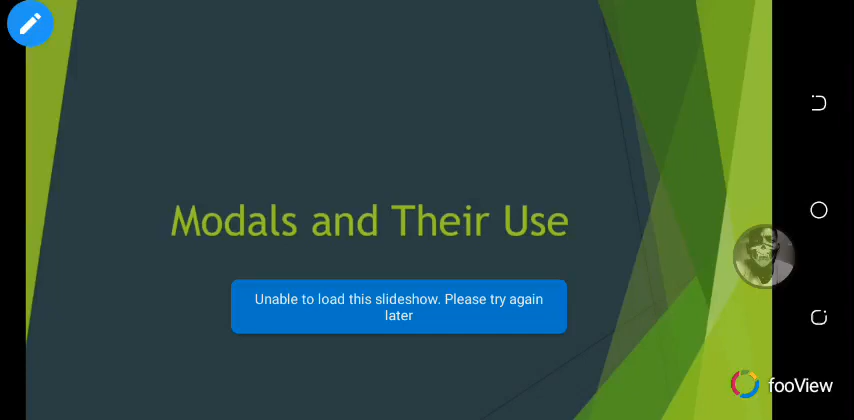 Modals and Their Use
Unable to load this slideshow. Please try again
later
fooView